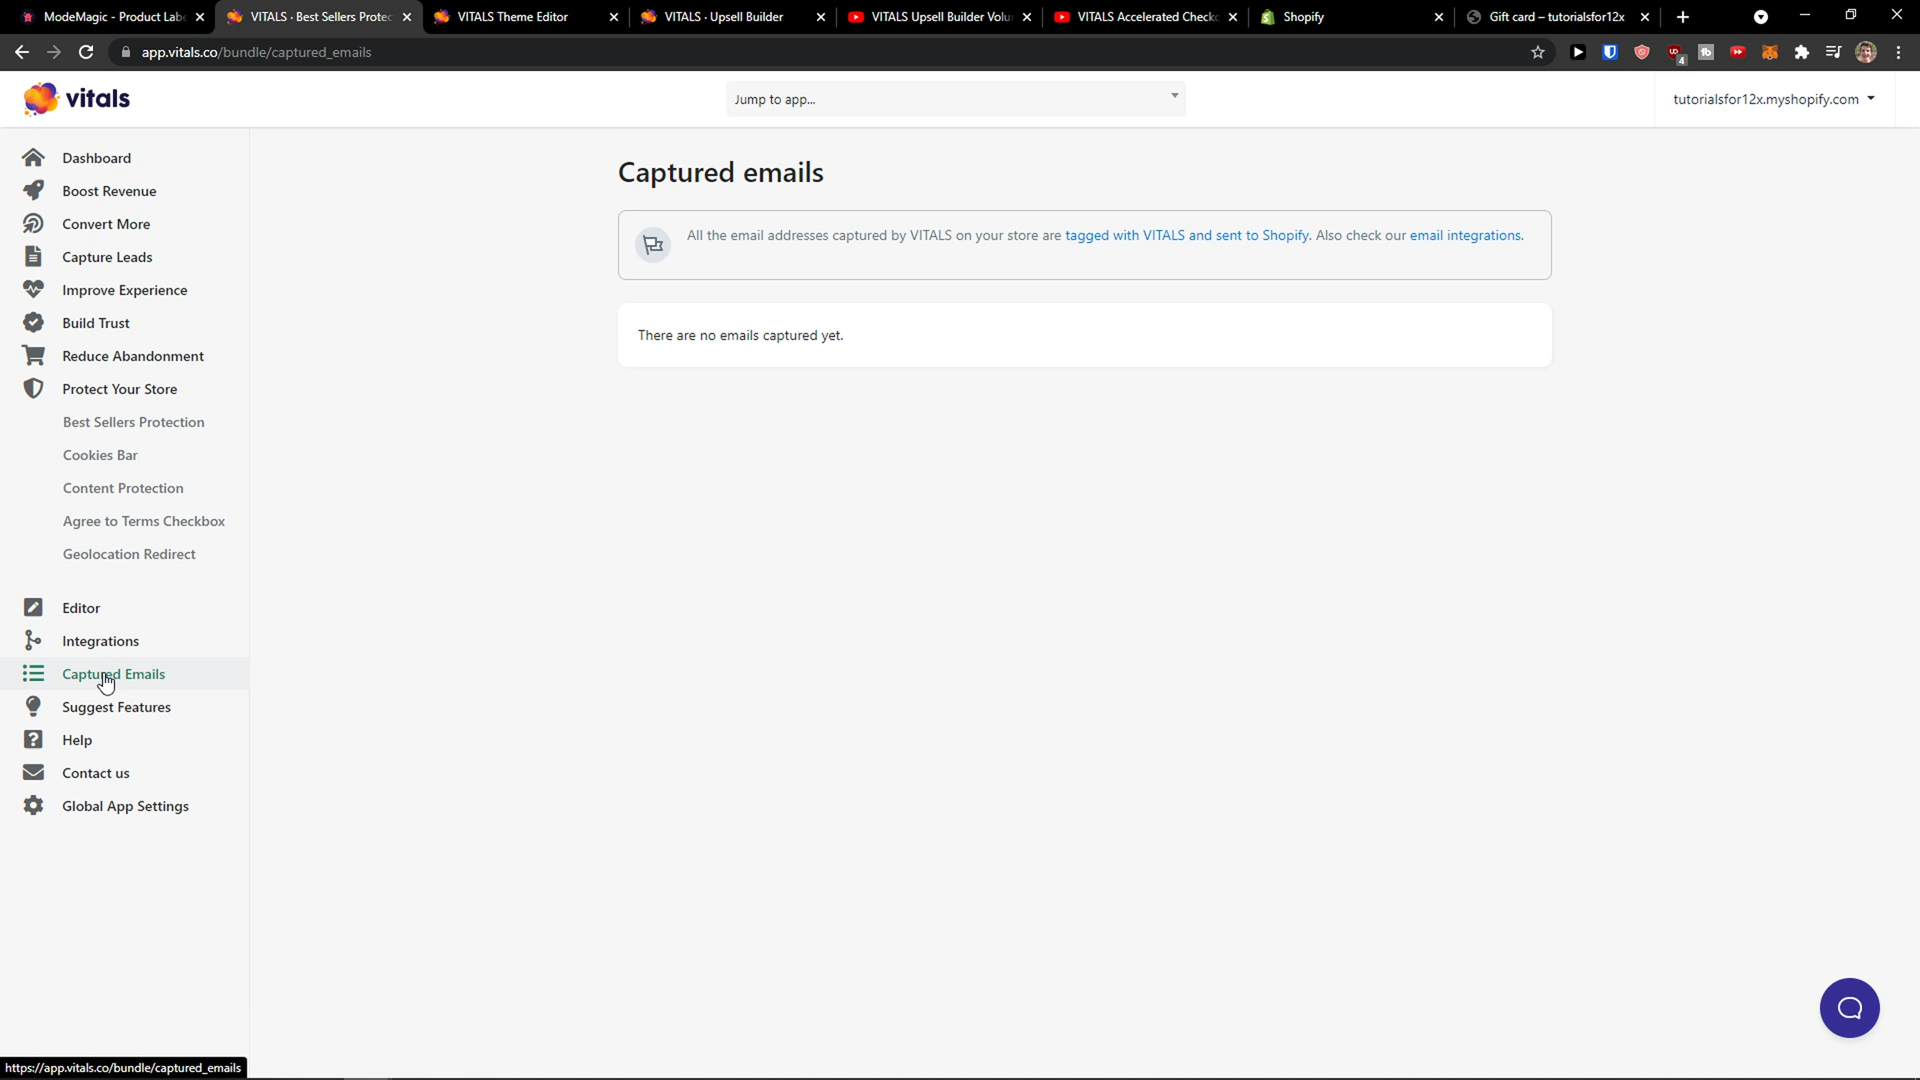 ModeMagic - Product Labe
VITALS · Best Sellers Protec
VITALS Theme Editor
VITALS · Upsell Builder
VITALS Upsell Builder Volu
VITALS Accelerated Checko
Shopify
Gift card – tutorialsfor12x
app.vitals.co/bundle/captured_emails
4
vitals
Jump to app...
tutorialsfor12x.myshopify.com
Dashboard
Boost Revenue
Convert More
Capture Leads
Improve Experience
Build Trust
Reduce Abandonment
Protect Your Store
Best Sellers Protection
Cookies Bar
Content Protection
Agree to Terms Checkbox
Geolocation Redirect
Editor
Integrations
Captured Emails
Suggest Features
Help
Contact us
Global App Settings
Captured emails
All the email addresses captured by VITALS on your store are tagged with VITALS and sent to Shopify. Also check our email integrations.
There are no emails captured yet.
https://app.vitals.co/bundle/captured_emails